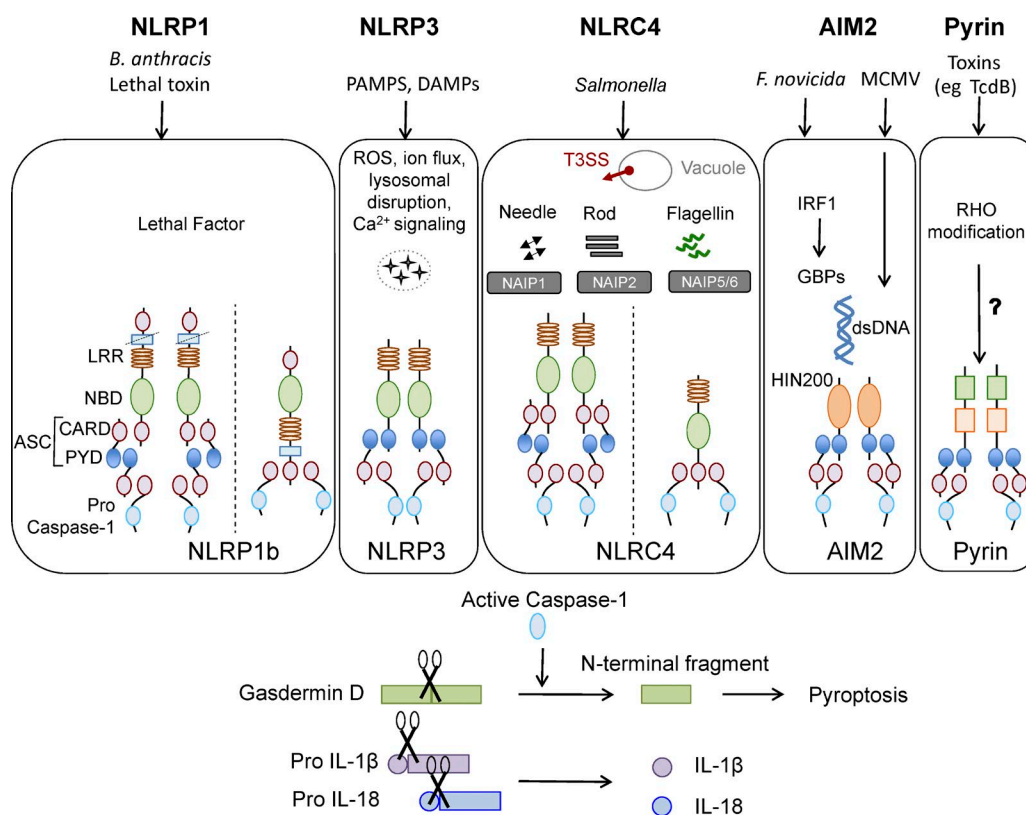 NLRP1
B. anthracis
Lethal toxin
Lethal Factor
LRR
NBD
ASC
CARD
PYD
Pro
Caspase-1
NLRP1b
NLRP3
PAMPS, DAMPs
ROS, ion flux,
lysosomal
disruption,
Ca²⁺ signaling
NLRP3
NLRC4
Salmonella
T3SS
Vacuole
Needle
Rod
Flagellin
NAIP1
NAIP2
NAIP5/6
NLRC4
AIM2
F. novicida
MCMV
IRF1
GBPs
dsDNA
HIN200
AIM2
Pyrin
Toxins
(eg TcdB)
RHO
modification
?
Pyrin
Active Caspase-1
Gasdermin D
N-terminal fragment
Pyroptosis
Pro IL-1β
IL-1β
Pro IL-18
IL-18